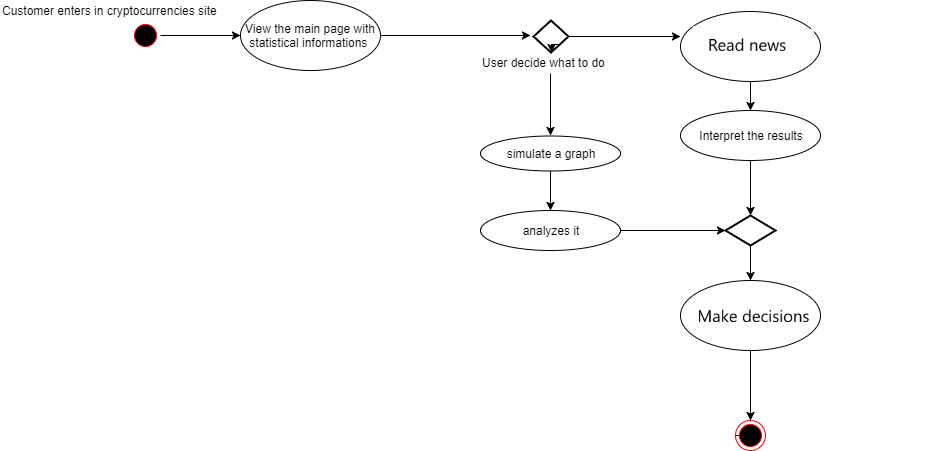 Customer enters in cryptocurrencies site
View the main page with
statistical informations
User decide what to do
Read news
Interpret the results
simulate a graph
analyzes it
Make decisions